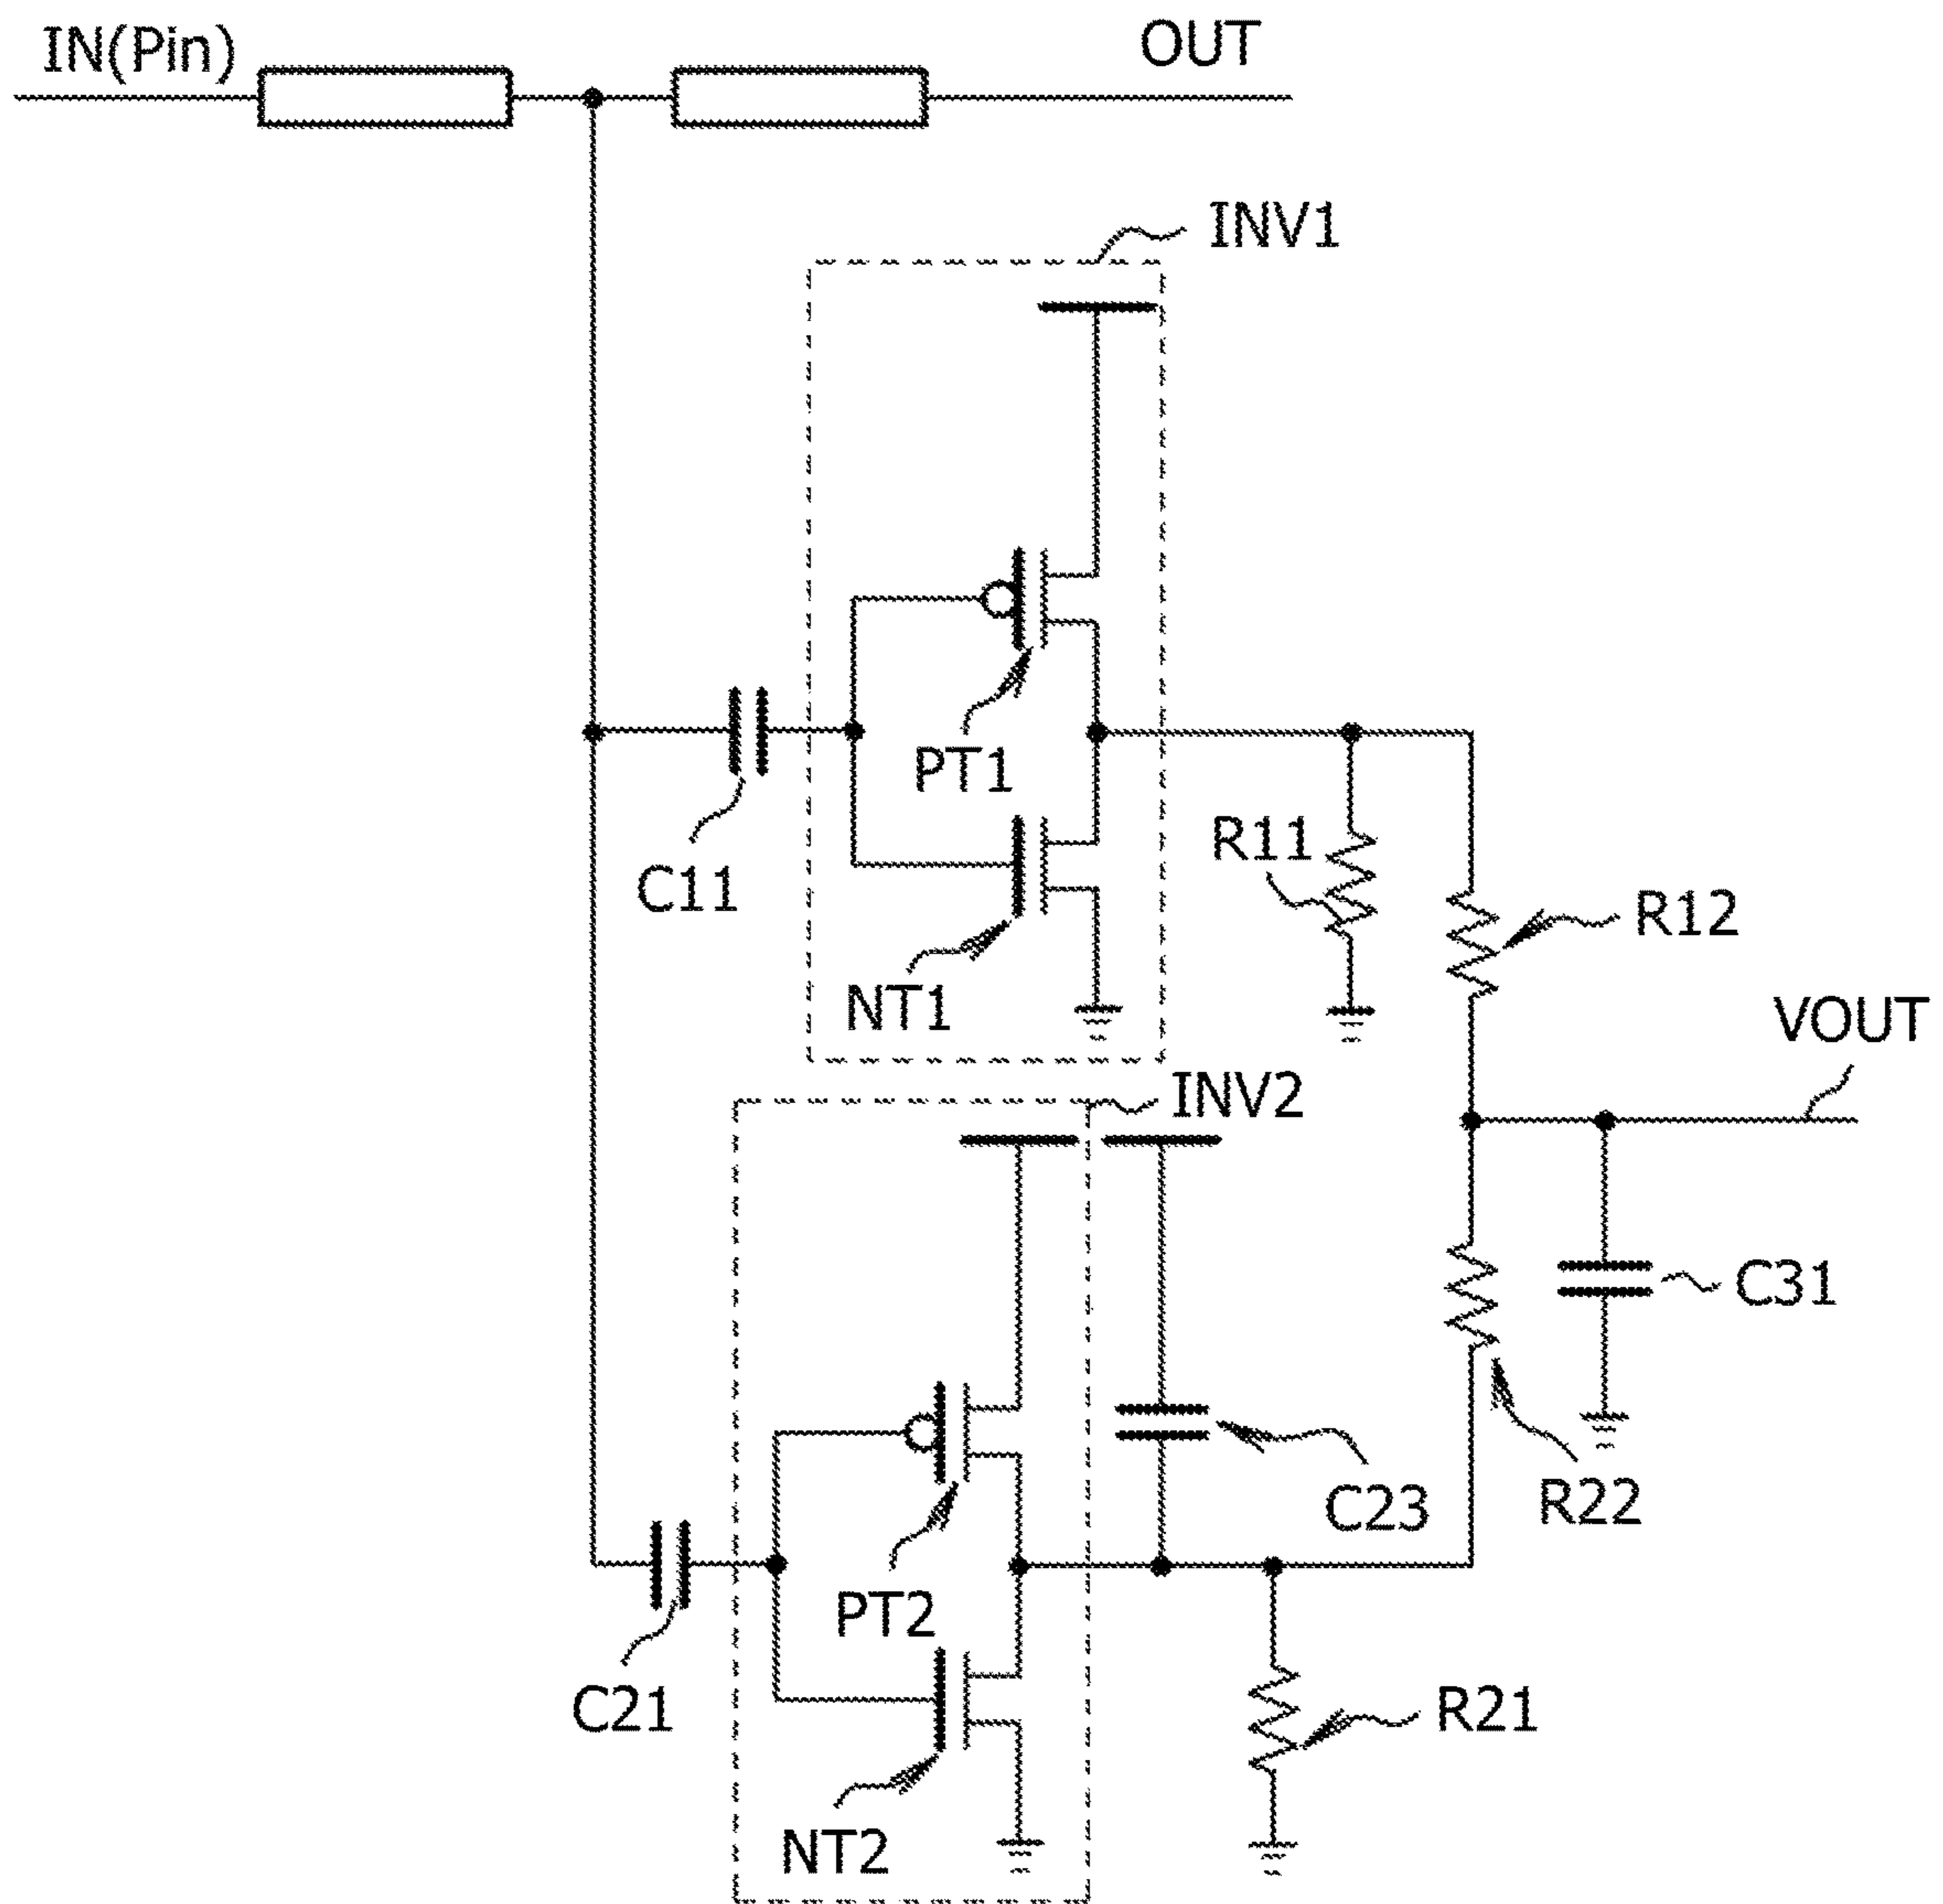 IN(Pin)
OUT
INV1
PT1
C11
R11
R12
NT1
VOUT
INV2
C31
C23
R22
PT2
C21
R21
NT2